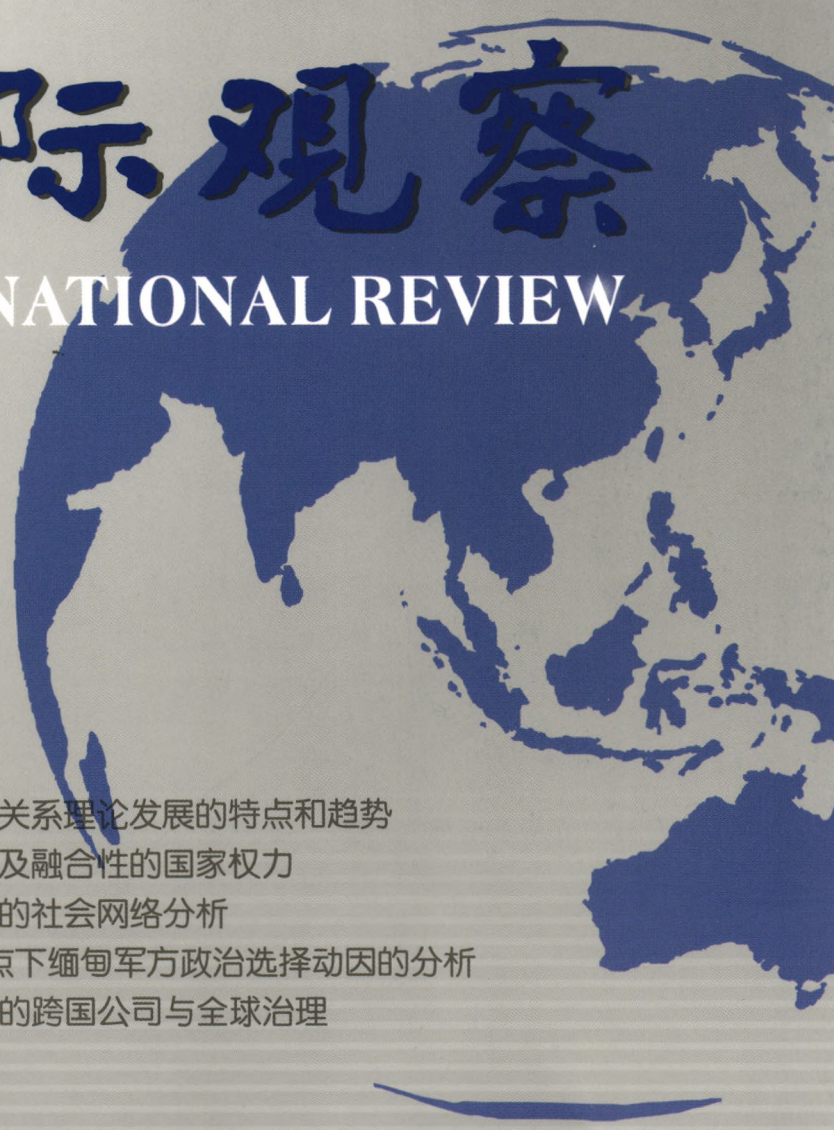 际观察
NATIONAL REVIEW
关系理论发展的特点和趋势
及融合性的国家权力
的社会网络分析
点下缅甸军方政治选择动因的分析
的跨国公司与全球治理